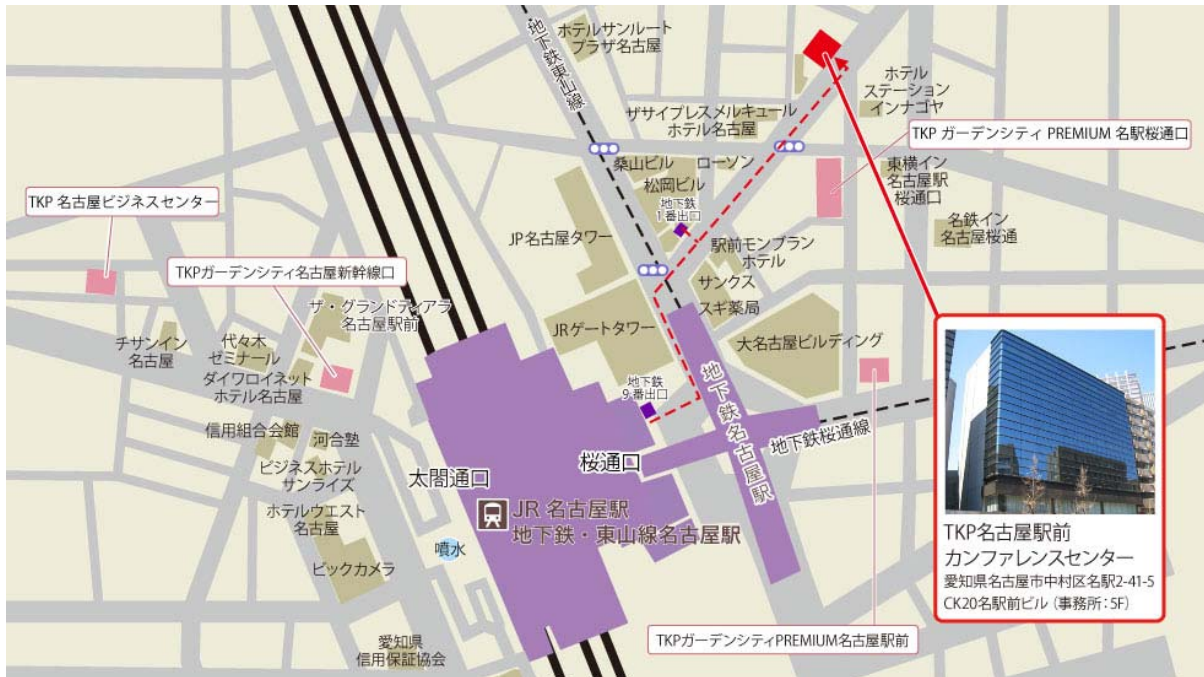 ホテルサンルート
プラザ名古屋
地下鉄東山線
ホテル
ステーション
インナゴヤ
ザサイプレスメルキュール
ホテル名古屋
TKP ガーデンシティ PREMIUM 名駅桜通口
桑山ビル
ローソン
松岡ビル
東横イン
名古屋駅
桜通口
TKP 名古屋ビジネスセンター
地下鉄
1番出口
名鉄イン
名古屋桜通
JP名古屋タワー
駅前モンブラン
ホテル
TKPガーデンシティ名古屋新幹線口
サンクス
ザ・グランドティアラ
名古屋駅前
スギ薬局
JRゲートタワー
チサンイン
名古屋
代々木
ゼミナール
大名古屋ビルディング
ダイワロイネット
ホテル名古屋
地下鉄
9番出口
地下鉄名古屋駅
信用組合会館
河合塾
地下鉄桜通線
桜通口
ビジネスホテル
サンライズ
太閤通口
JR 名古屋駅
地下鉄・東山線名古屋駅
ホテルウエスト
名古屋
噴水
ビックカメラ
TKP名古屋駅前
カンファレンスセンター
愛知県名古屋市中村区名駅2-41-5
CK20名駅前ビル（事務所：5F）
TKPガーデンシティPREMIUM名古屋駅前
愛知県
信用保証協会